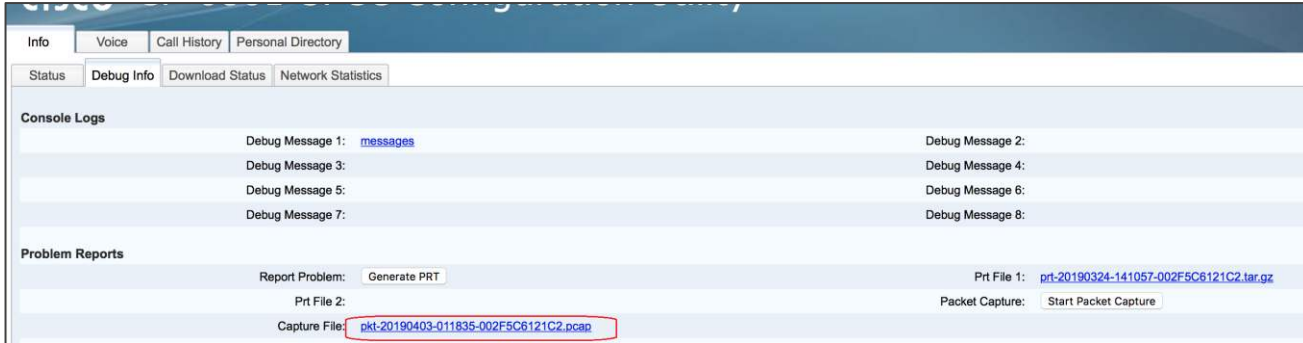 Info Voice Call History Personal Directory
Status Debug Info Download Status Network Statistics
Console Logs
Debug Message 1: messages Debug Message 2:
Debug Message 3: Debug Message 4:
Debug Message 5: Debug Message 6:
Debug Message 7: Debug Message 8:
Problem Reports
Report Problem: Generate PRT Prt File 1: prt-20190324-141057-002F5C6121C2.tar.gz
Prt File 2: Packet Capture: Start Packet Capture
Capture File: pkt-20190403-011835-002F5C6121C2.pcap